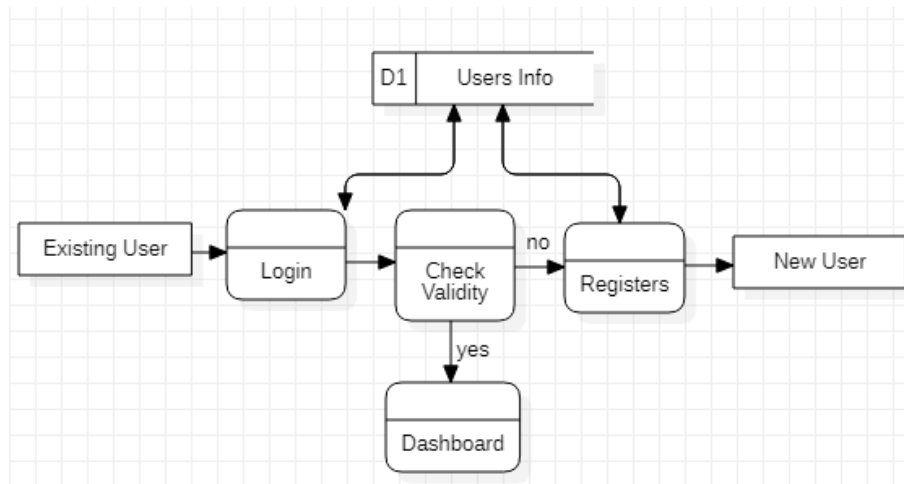 D1 Users Info
Existing User
Login
Check
Validity
no
Registers
New User
yes
Dashboard